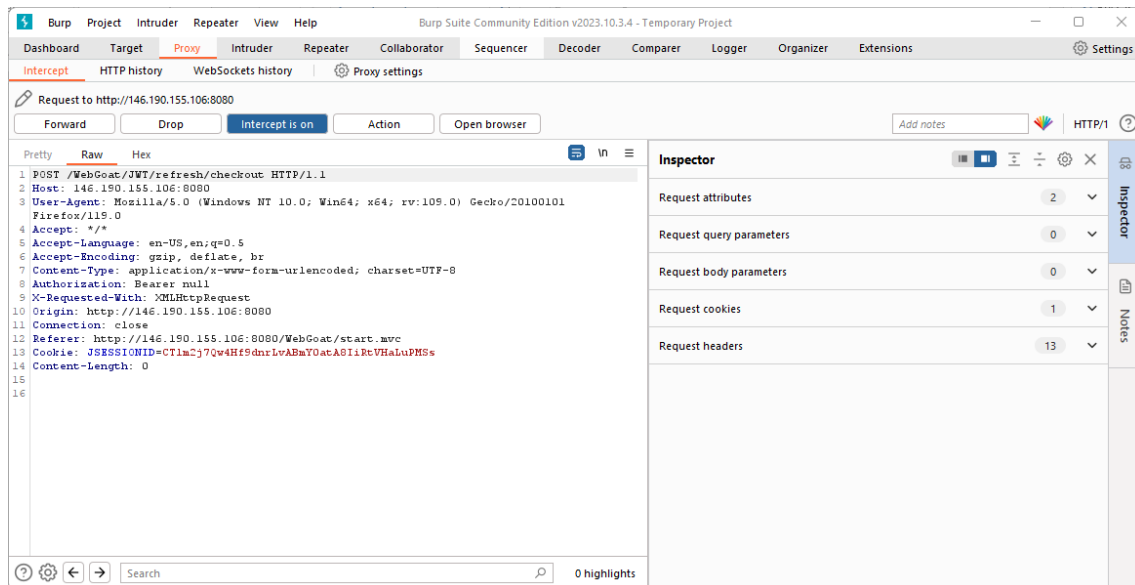 Burp Project Intruder Repeater View Help Burp Suite Community Edition v2023.10.3.4 - Temporary Project
Dashboard Target Proxy Intruder Repeater Collaborator Sequencer Decoder Comparer Logger Organizer Extensions Settings
Intercept HTTP history WebSockets history Proxy settings
Request to http://146.190.155.106:8080
Forward Drop Intercept is on Action Open browser Add notes HTTP/1
Pretty Raw Hex \n
1 POST /WebGoat/JWT/refresh/checkout HTTP/1.1
2 Host: 146.190.155.106:8080
3 User-Agent: Mozilla/5.0 (Windows NT 10.0; Win64; x64; rv:109.0) Gecko/20100101
Firefox/119.0
4 Accept: */*
5 Accept-Language: en-US,en;q=0.5
6 Accept-Encoding: gzip, deflate, br
7 Content-Type: application/x-www-form-urlencoded; charset=UTF-8
8 Authorization: Bearer null
9 X-Requested-With: XMLHttpRequest
10 Origin: http://146.190.155.106:8080
11 Connection: close
12 Referer: http://146.190.155.106:8080/WebGoat/start.mvc
13 Cookie: JSESSIONID=CTlm2j7Qw4Hf9dnrLvABmYOatA8IiRtVHaLuPMSs
14 Content-Length: 0
15
16
Search 0 highlights
Inspector
Request attributes 2
Request query parameters 0
Request body parameters 0
Request cookies 1
Request headers 13
Inspector
Notes